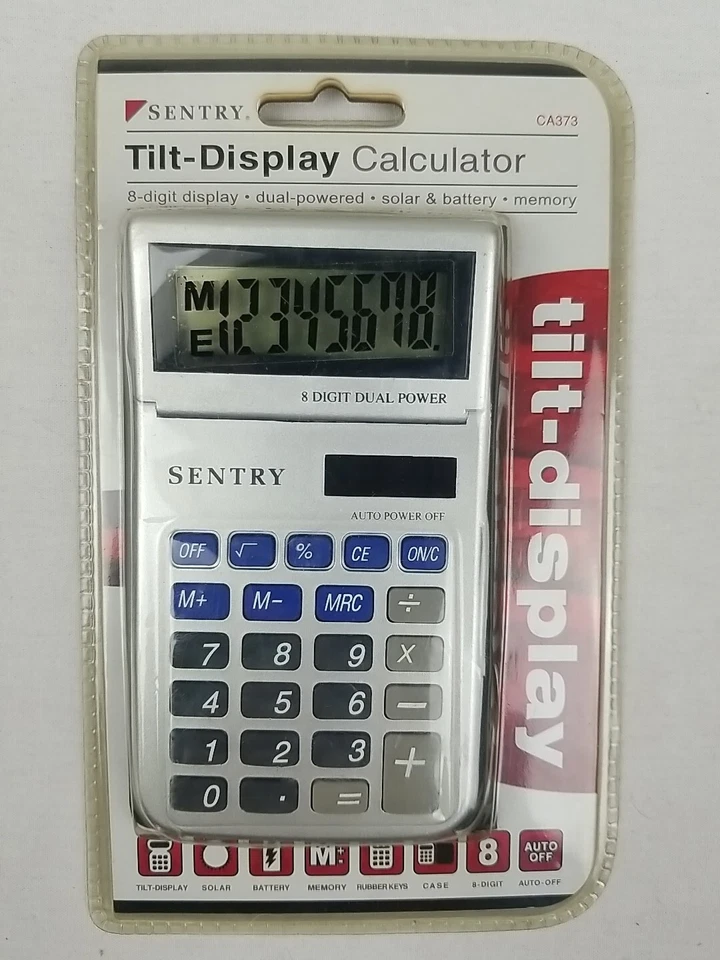 SENTRY®
CA373
Tilt-Display Calculator
8-digit display • dual-powered • solar & battery • memory
M
E
12345678.
8 DIGIT DUAL POWER
SENTRY
AUTO POWER OFF
OFF √ % CE ON/C
M+ M− MRC ÷
7 8 9 X
4 5 6 −
1 2 3 +
0 . =
tilt-display
M+:
8
AUTO OFF
TILT-DISPLAY SOLAR BATTERY MEMORY RUBBER KEYS CASE 8-DIGIT AUTO-OFF